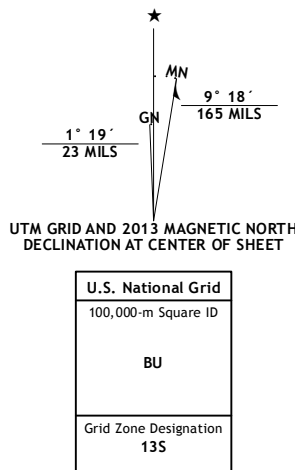 ★
MN
GN
9° 18´
165 MILS
1° 19´
23 MILS
UTM GRID AND 2013 MAGNETIC NORTH
DECLINATION AT CENTER OF SHEET
U.S. National Grid
100,000-m Square ID
BU
Grid Zone Designation
13S